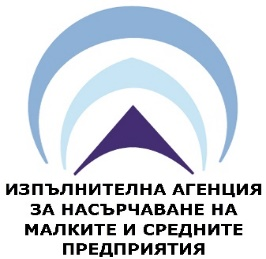 ИЗПЪЛНИТЕЛНА АГЕНЦИЯ
ЗА НАСЪРЧАВАНЕ НА
МАЛКИТЕ И СРЕДНИТЕ
ПРЕДПРИЯТИЯ